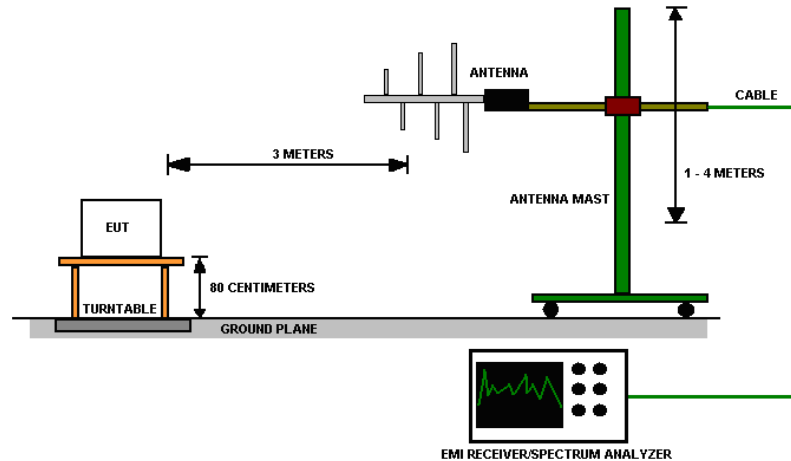 ANTENNA
CABLE
3 METERS
1 - 4 METERS
ANTENNA MAST
EUT
80 CENTIMETERS
TURNTABLE
GROUND PLANE
EMI RECEIVER/SPECTRUM ANALYZER